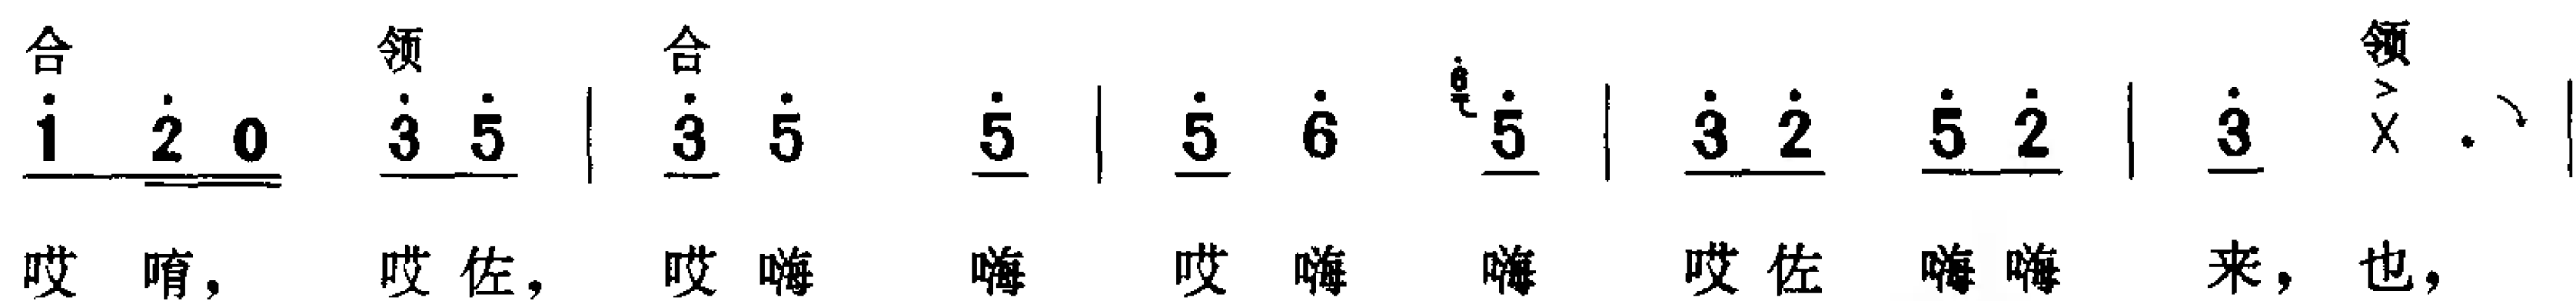 合 领 合 领
1 2 0 3 5 | 3 5 5 | 5 6 6 5 | 3 2 5 2 | 3 X . |
哎 唷， 哎 佐， 哎 嗨 嗨 哎 嗨 嗨 哎 佐 嗨 嗨 来， 也，